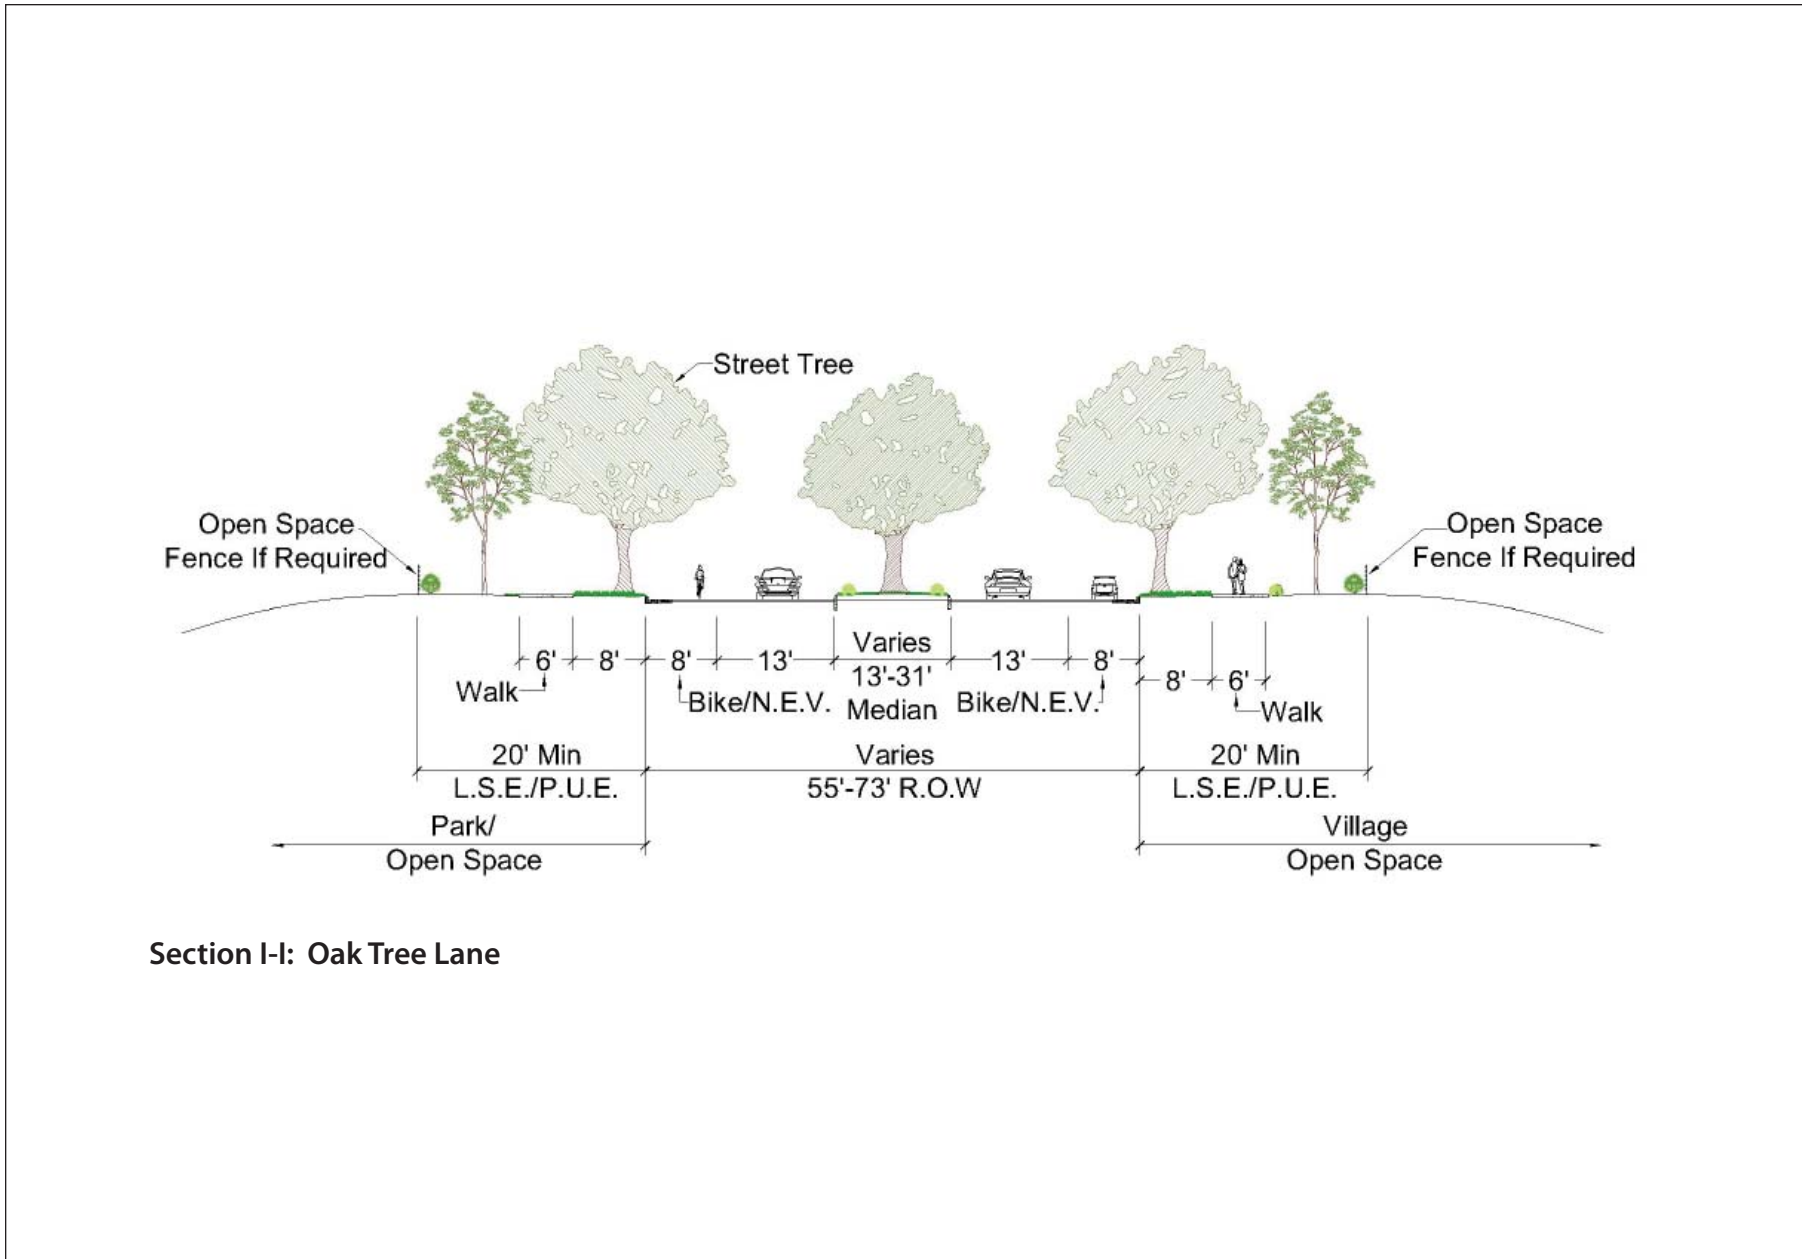 Street Tree
Open Space
Fence If Required
Open Space
Fence If Required
6'
8'
8'
13'
Varies
13'-31'
Median
13'
8'
8'
6'
Walk
Bike/N.E.V.
Bike/N.E.V.
Walk
20' Min
L.S.E./P.U.E.
Varies
55'-73' R.O.W
20' Min
L.S.E./P.U.E.
Park/
Open Space
Village
Open Space
Section I-I: Oak Tree Lane